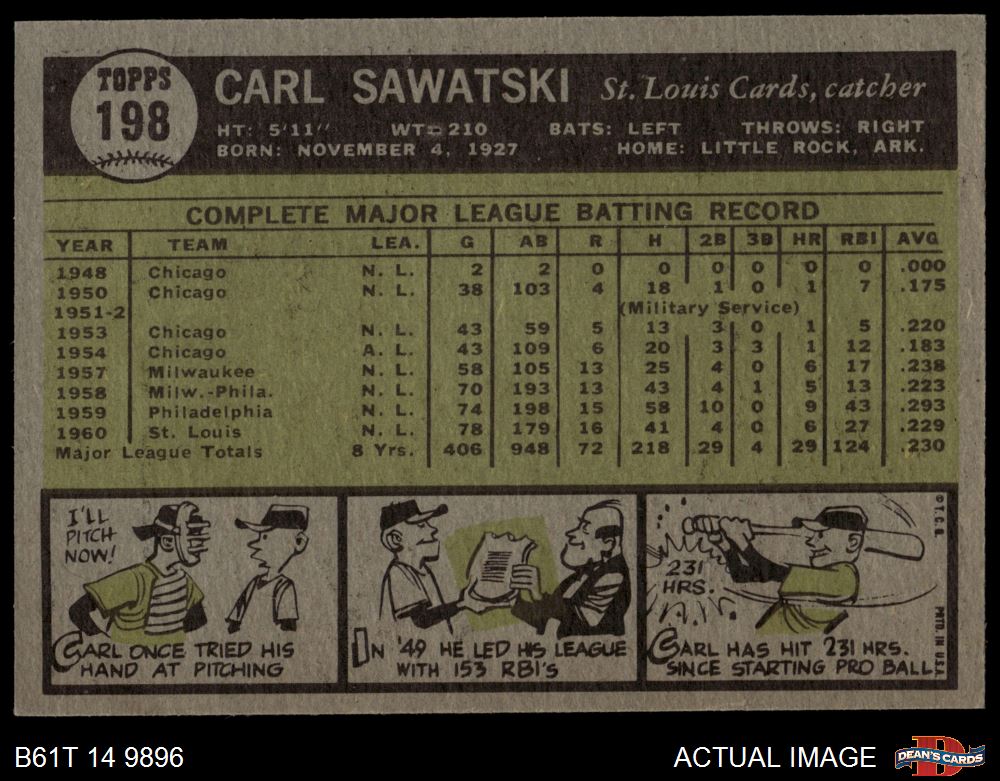 TOPPS
198
CARL SAWATSKI St. Louis Cards, catcher
HT: 5'11" WT: 210 BATS: LEFT THROWS: RIGHT
BORN: NOVEMBER 4, 1927 HOME: LITTLE ROCK, ARK.
COMPLETE MAJOR LEAGUE BATTING RECORD
YEAR TEAM LEA. G AB R H 2B 3B HR RBI AVG
1948 Chicago N. L. 2 2 0 0 0 0 0 0 .000
1950 Chicago N. L. 38 103 4 18 1 0 1 7 .175
1951-2 (Military Service)
1953 Chicago N. L. 43 59 5 13 3 0 1 5 .220
1954 Chicago A. L. 43 109 6 20 3 3 1 12 .183
1957 Milwaukee N. L. 58 105 13 25 4 0 6 17 .238
1958 Milw.-Phila. N. L. 70 193 13 43 4 1 5 13 .223
1959 Philadelphia N. L. 74 198 15 58 10 0 9 43 .293
1960 St. Louis N. L. 78 179 16 41 4 0 6 27 .229
Major League Totals 8 Yrs. 406 948 72 218 29 4 29 124 .230
I'LL
PITCH
NOW!
CARL ONCE TRIED HIS
HAND AT PITCHING
IN '49 HE LED HIS LEAGUE
WITH 153 RBI'S
231
HRS.
CARL HAS HIT 231 HRS.
SINCE STARTING PRO BALL
© T.C.G. PRTD. IN U.S.A.
B61T 14 9896
ACTUAL IMAGE
D
DEAN'S CARDS